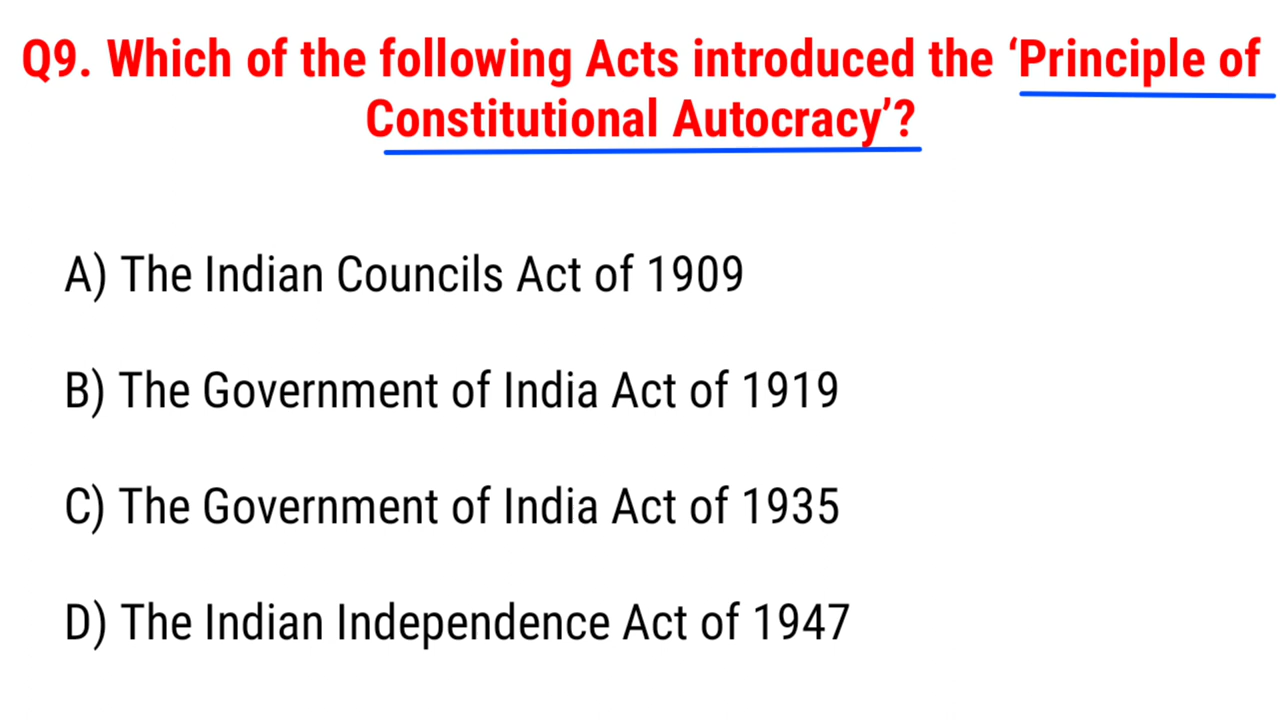 Q9. Which of the following Acts introduced the ‘Principle of
Constitutional Autocracy’?
A) The Indian Councils Act of 1909
B) The Government of India Act of 1919
C) The Government of India Act of 1935
D) The Indian Independence Act of 1947